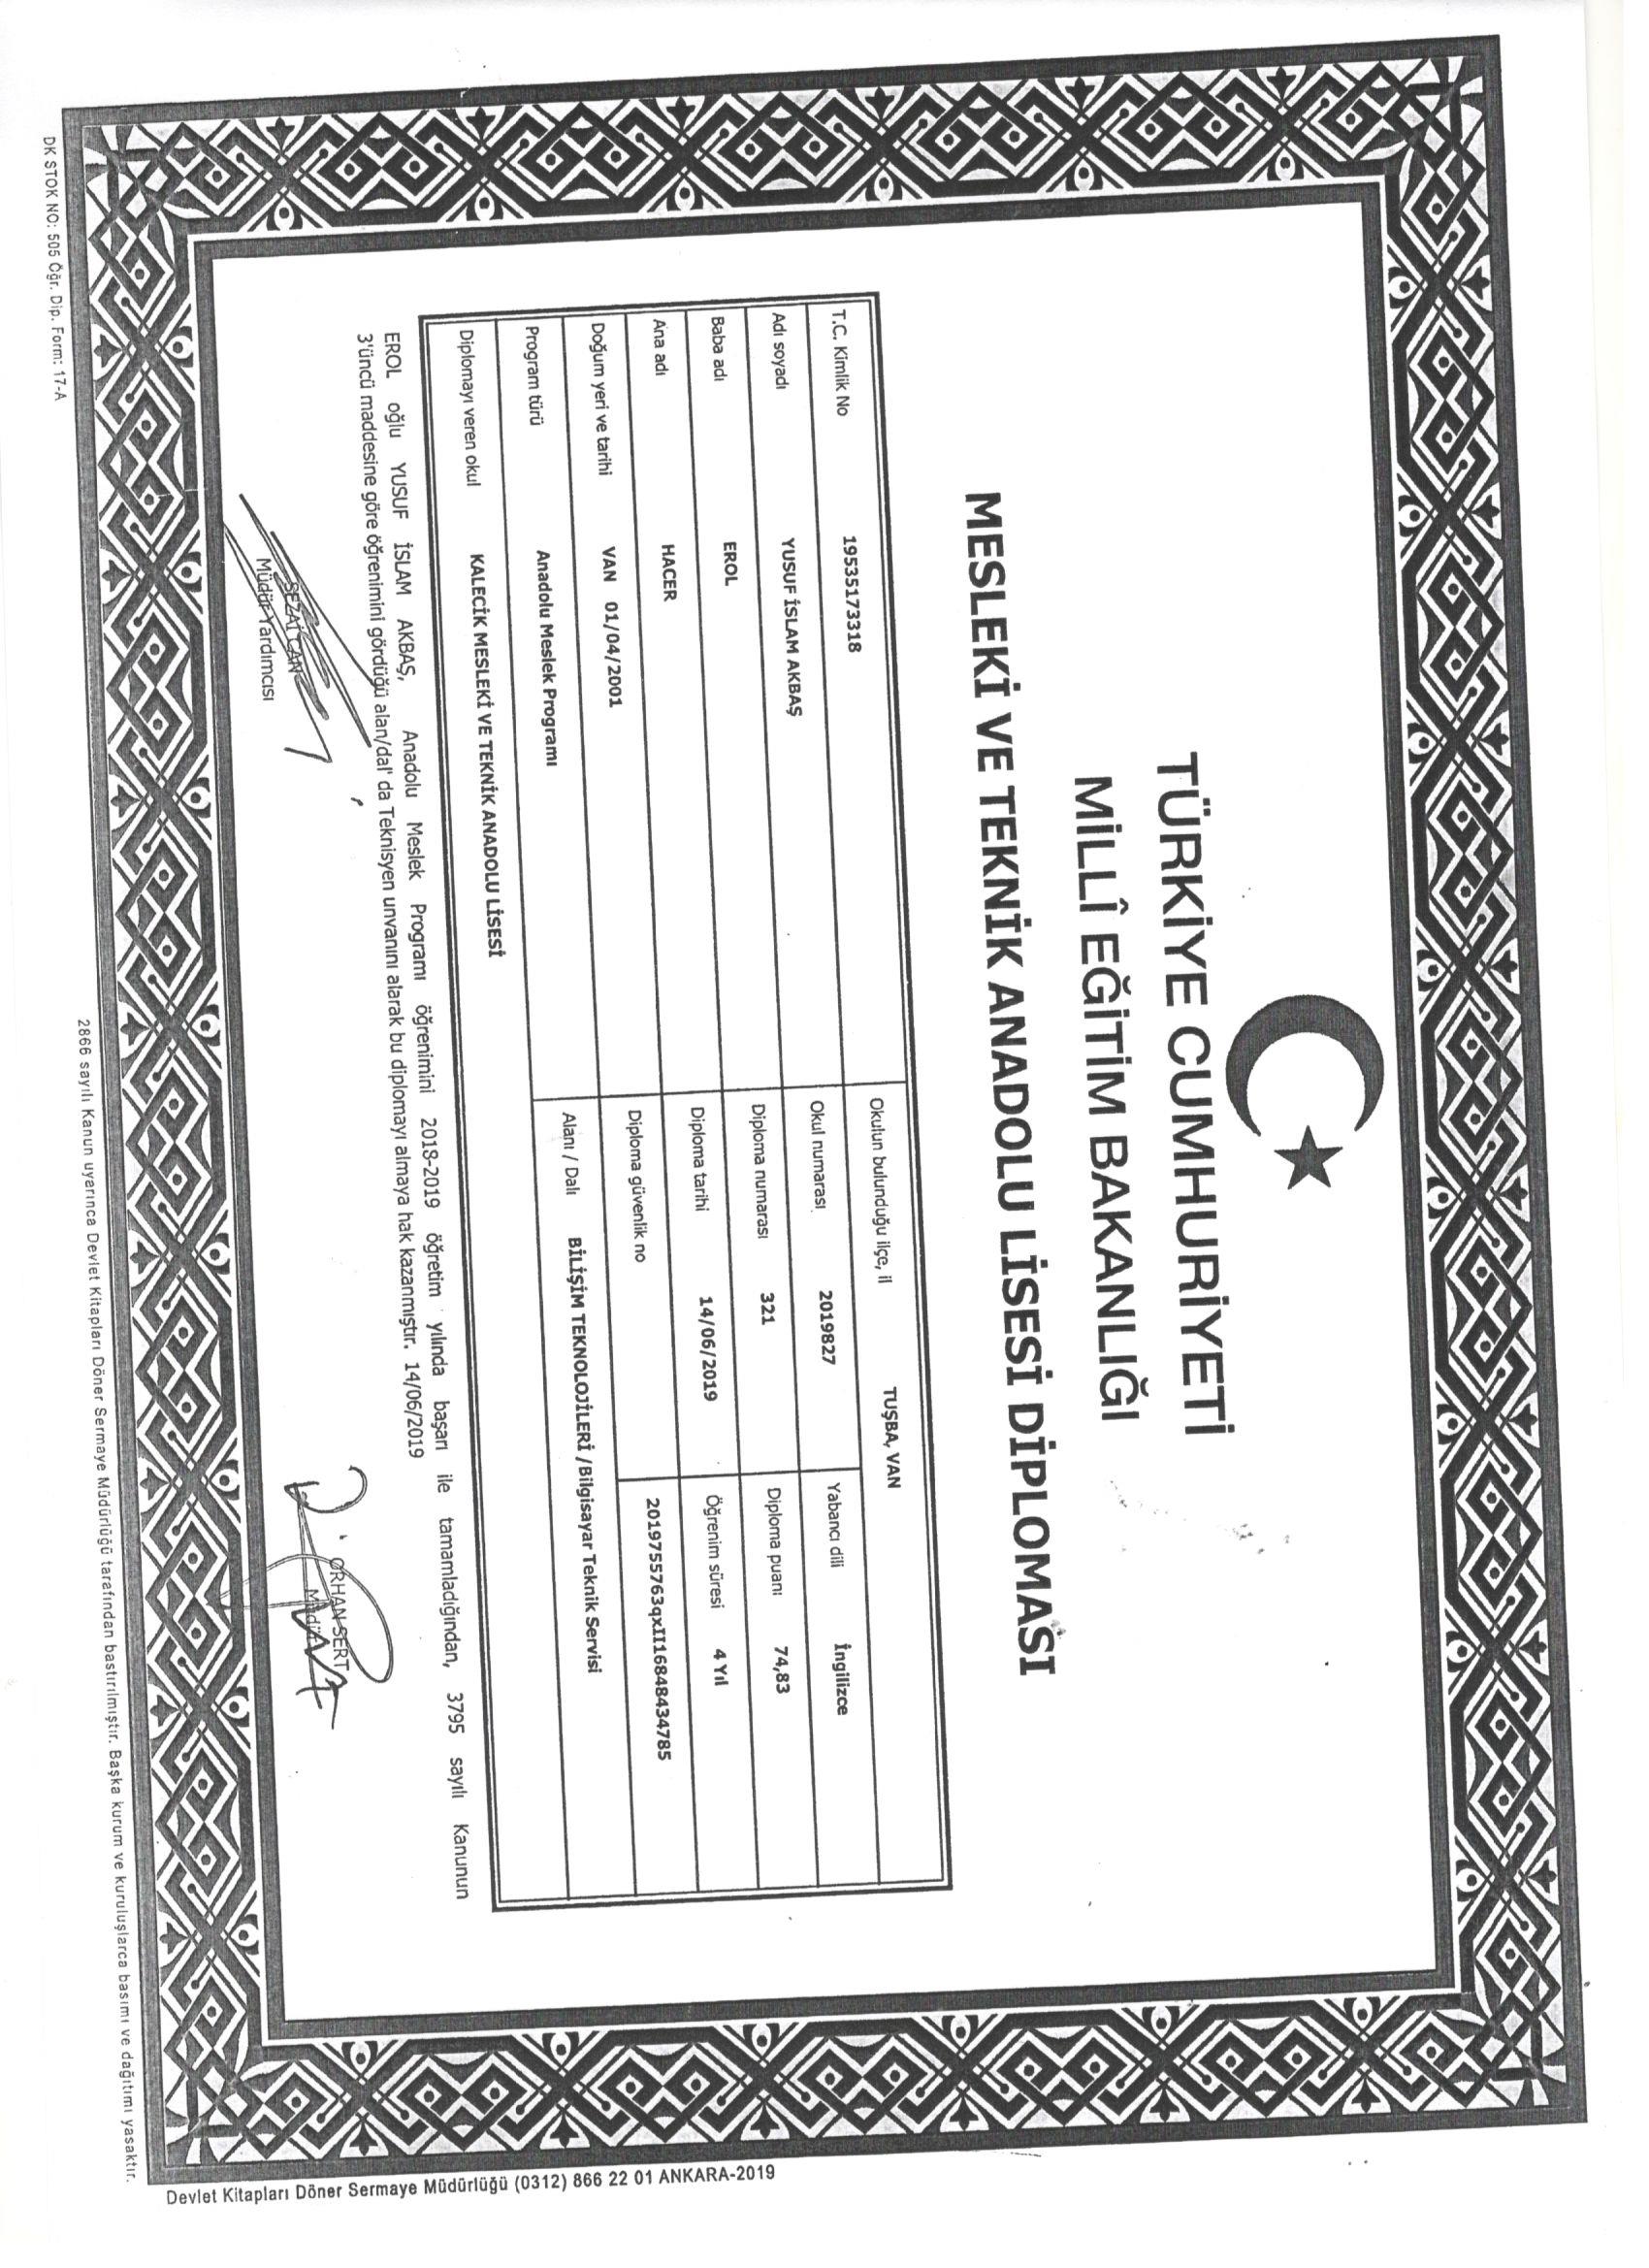 TÜRKİYE CUMHURİYETİ
MİLLÎ EĞİTİM BAKANLIĞI
MESLEKİ VE TEKNİK ANADOLU LİSESİ DİPLOMASI
Okulun bulunduğu ilçe, il TUŞBA, VAN
T.C. Kimlik No 19535173318 Okul numarası 2019827 Yabancı dili İngilizce
Adı soyadı YUSUF İSLAM AKBAŞ Diploma numarası 321 Diploma puanı 74,83
Baba adı EROL Diploma tarihi 14/06/2019 Öğrenim süresi 4 Yıl
Ana adı HACER Diploma güvenlik no 2019755763qxII16848434785
Doğum yeri ve tarihi VAN 01/04/2001 Alanı / Dalı BİLİŞİM TEKNOLOJİLERİ /Bilgisayar Teknik Servisi
Program türü Anadolu Meslek Programı
Diplomayı veren okul KALECİK MESLEKİ VE TEKNİK ANADOLU LİSESİ
EROL oğlu YUSUF İSLAM AKBAŞ, Anadolu Meslek Programı öğrenimini 2018-2019 öğretim yılında başarı ile tamamladığından, 3795 sayılı Kanunun
3'üncü maddesine göre öğrenimini gördüğü alan/dal' da Teknisyen unvanını alarak bu diplomayı almaya hak kazanmıştır. 14/06/2019
SEZAİ CAN
Müdür Yardımcısı
ORHAN SERT
Müdür
DK STOK NO: 505 Öğr. Dip. Form: 17-A
2866 sayılı Kanun uyarınca Devlet Kitapları Döner Sermaye Müdürlüğü tarafından bastırılmıştır. Başka kurum ve kuruluşlarca basımı ve dağıtımı yasaktır.
Devlet Kitapları Döner Sermaye Müdürlüğü (0312) 866 22 01 ANKARA-2019